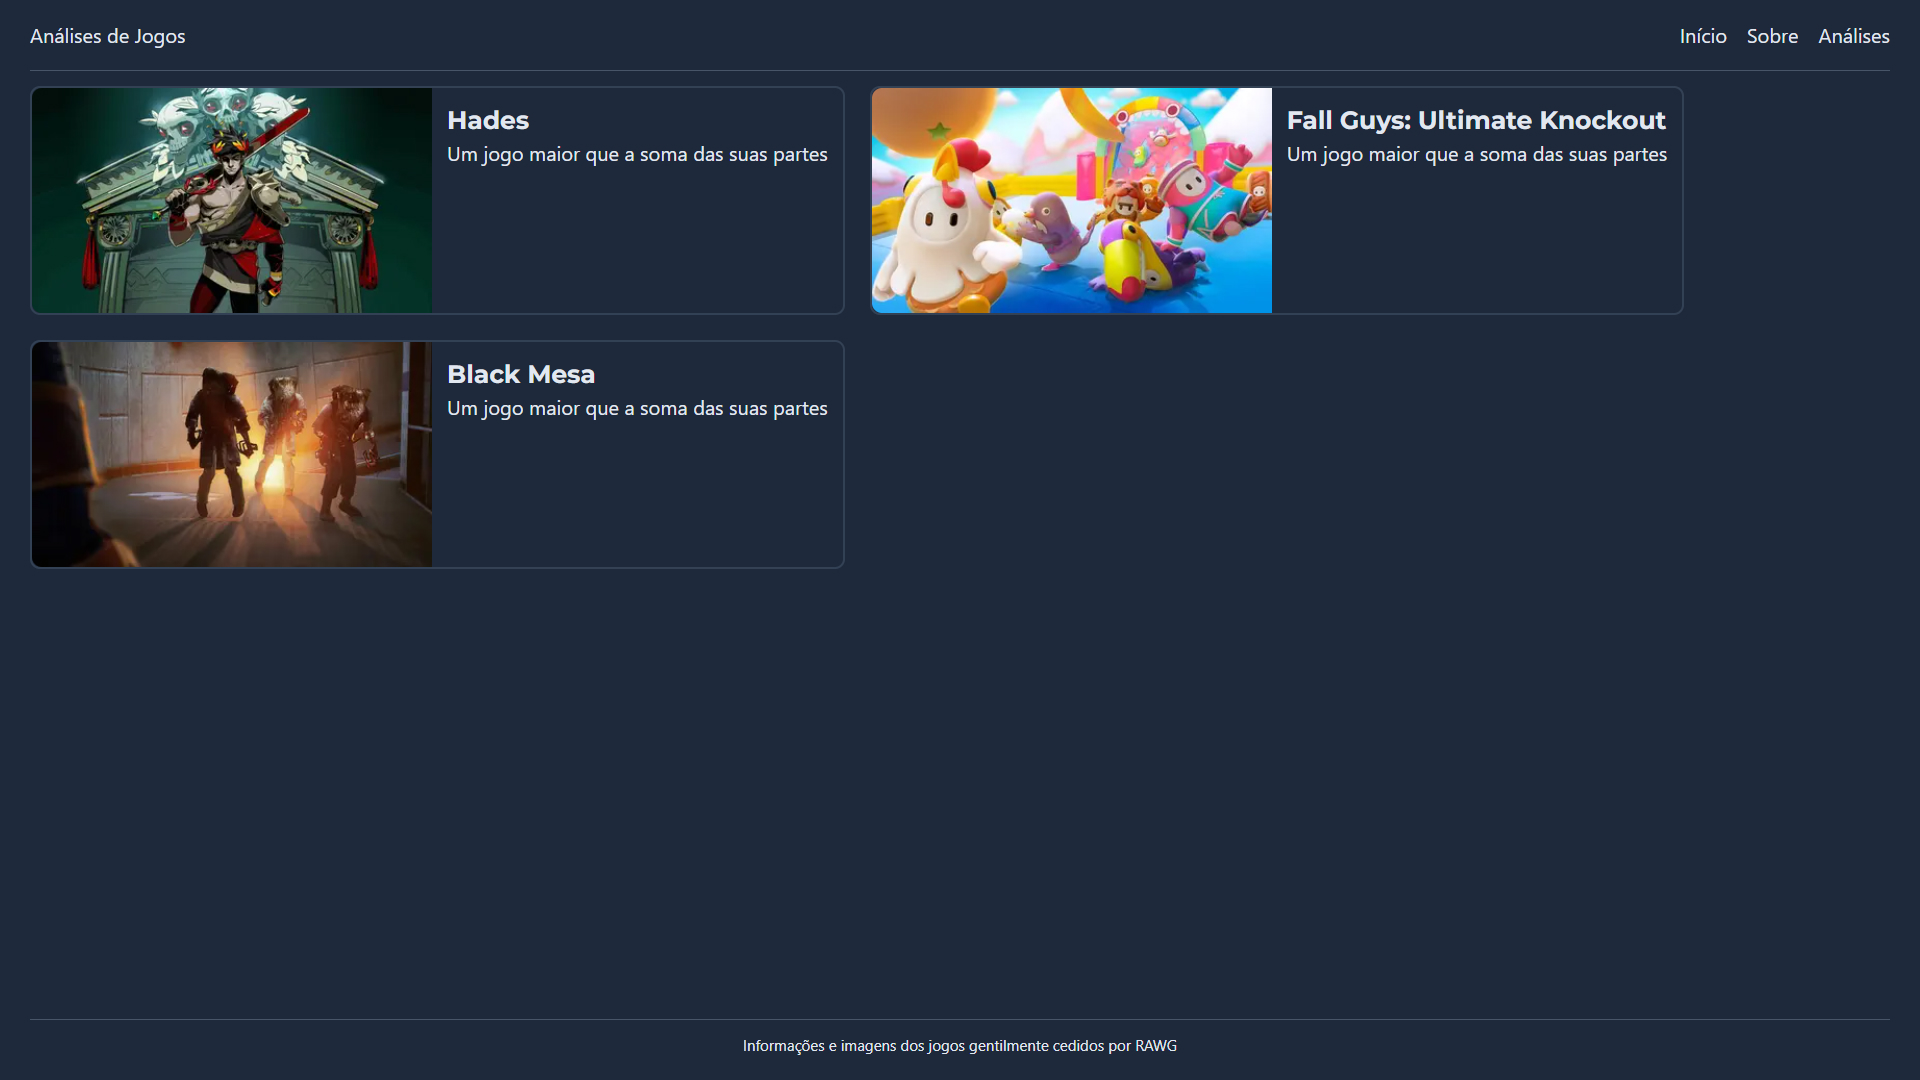 Análises de Jogos
Início Sobre Análises
Hades
Um jogo maior que a soma das suas partes
Fall Guys: Ultimate Knockout
Um jogo maior que a soma das suas partes
Black Mesa
Um jogo maior que a soma das suas partes
Informações e imagens dos jogos gentilmente cedidos por RAWG